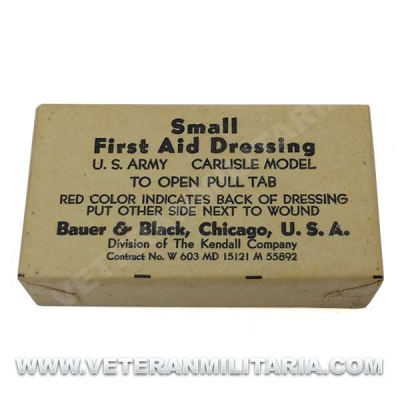 Small
First Aid Dressing
U. S. ARMY CARLISLE MODEL
TO OPEN PULL TAB
RED COLOR INDICATES BACK OF DRESSING
PUT OTHER SIDE NEXT TO WOUND
Bauer & Black, Chicago, U. S. A.
Division of The Kendall Company
Contract No. W 603 MD 15121 M 55892
WWW.VETERANMILITARIA.COM